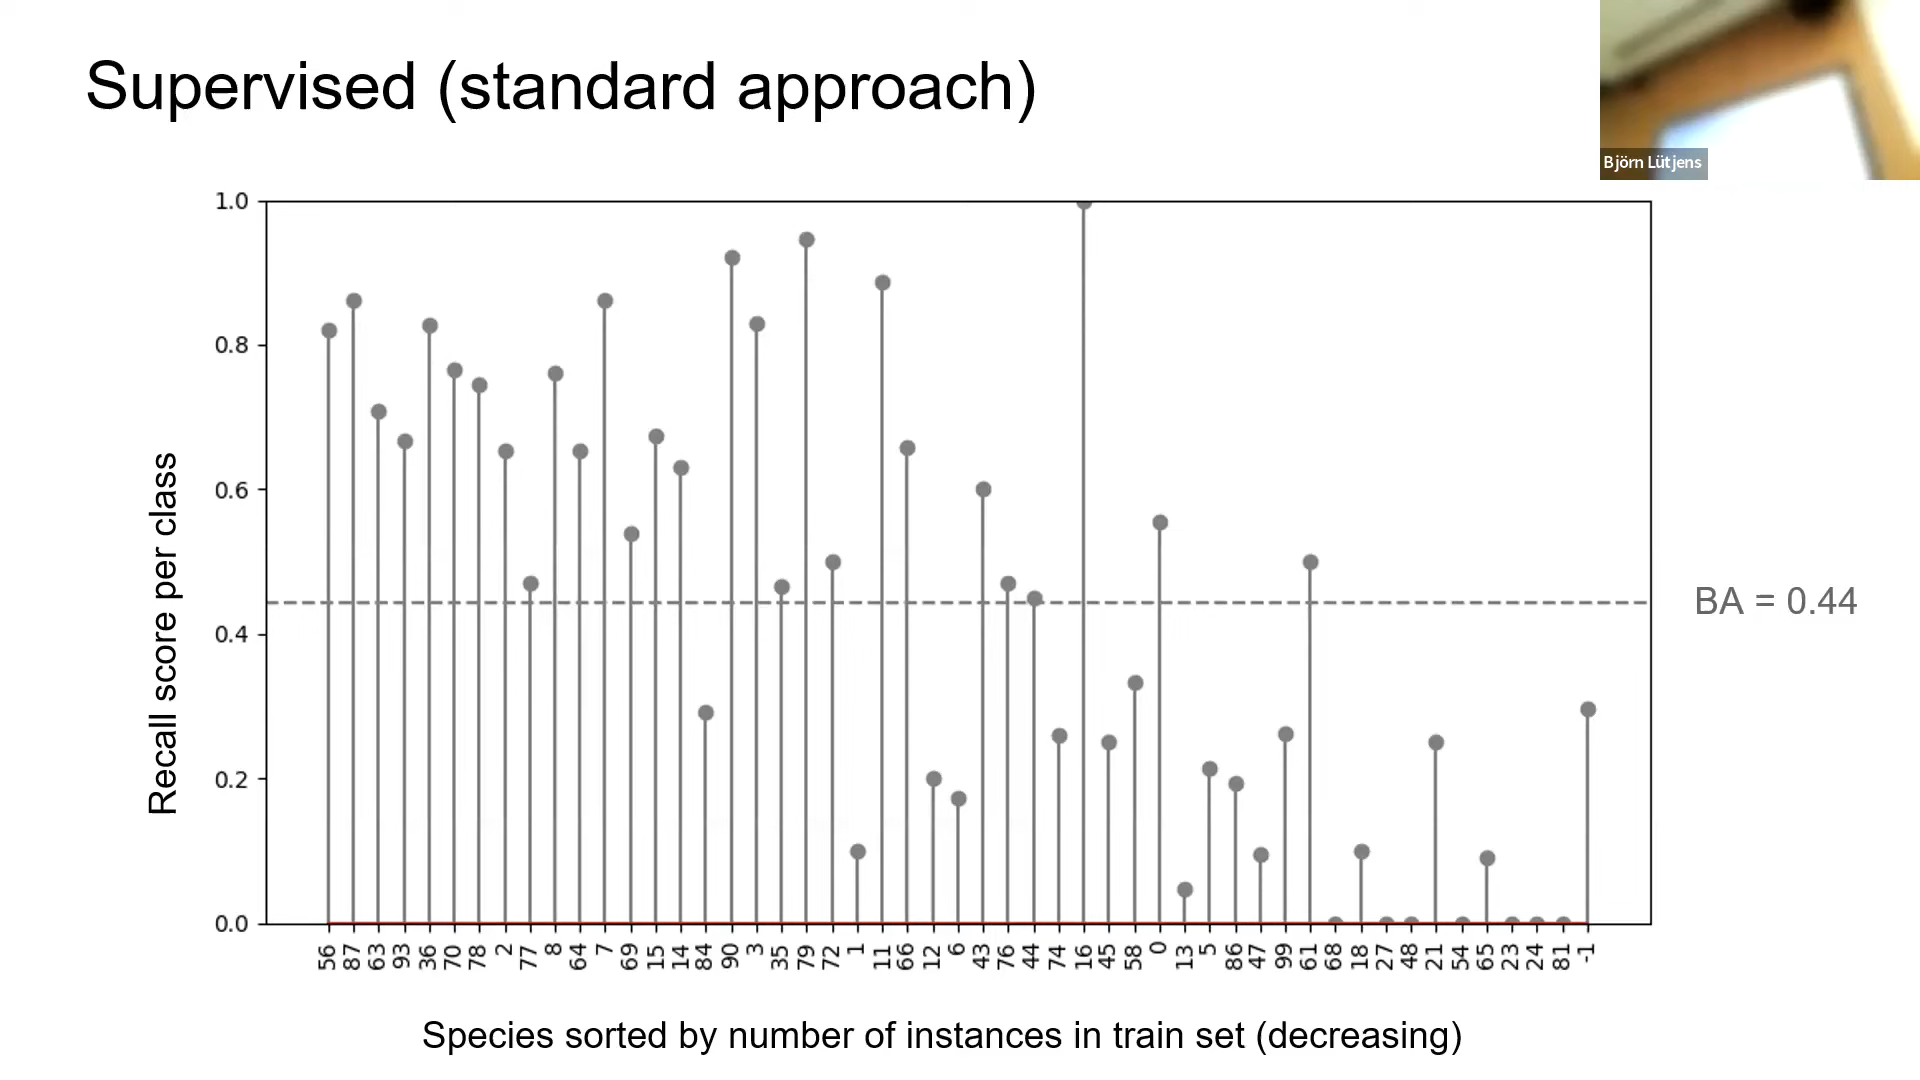 Supervised (standard approach)
Björn Lütjens
1.0
0.8
0.6
0.4
0.2
0.0
Recall score per class
BA = 0.44
56 87 63 93 36 70 78 2 77 8 64 7 69 15 14 84 90 3 35 79 72 1 11 66 12 6 43 76 44 74 16 45 58 0 13 5 86 47 99 61 68 18 27 48 21 54 65 23 24 81 -1
Species sorted by number of instances in train set (decreasing)